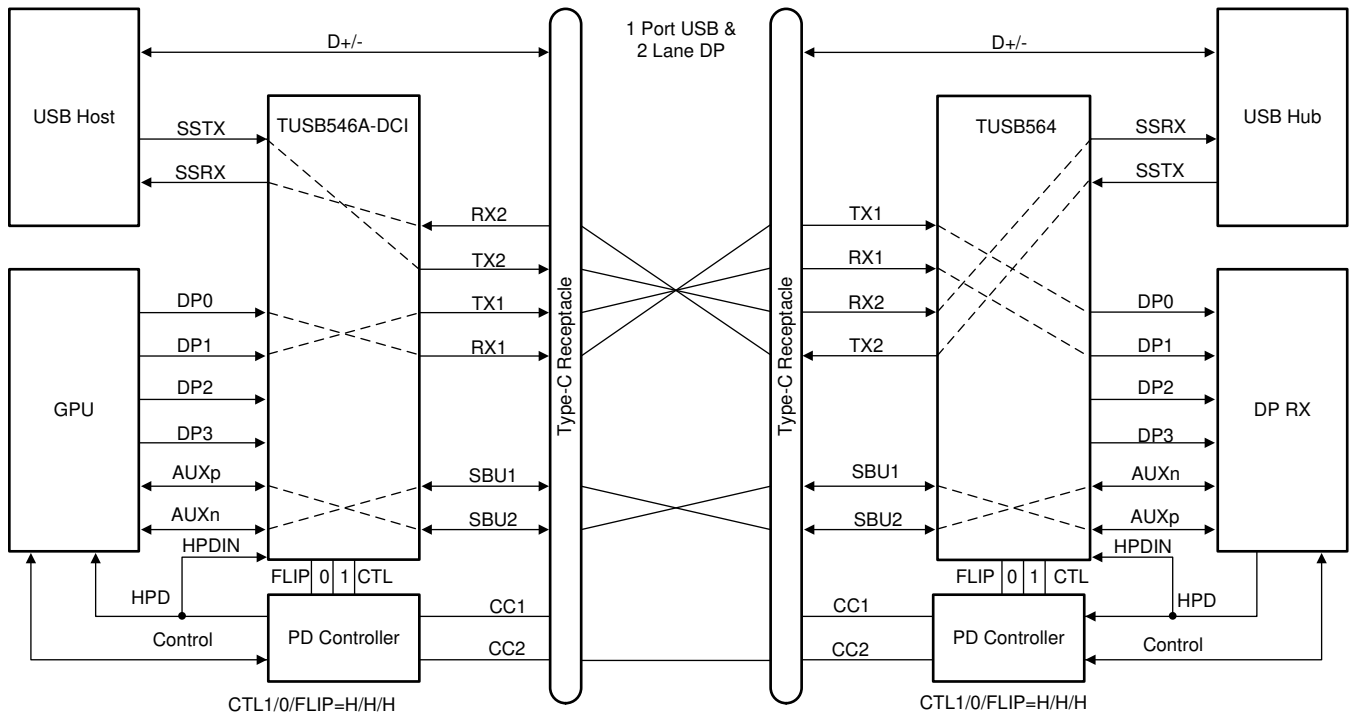 1 Port USB &
2 Lane DP
D+/-
D+/-
USB Host
TUSB546A-DCI
TUSB564
USB Hub
SSTX
SSRX
SSRX
SSTX
RX2
TX2
TX1
RX1
TX1
RX1
RX2
TX2
Type-C Receptacle
Type-C Receptacle
GPU
DP0
DP1
DP2
DP3
AUXp
AUXn
HPDIN
DP RX
DP0
DP1
DP2
DP3
AUXn
AUXp
HPDIN
SBU1
SBU2
SBU1
SBU2
FLIP 0 1 CTL
FLIP 0 1 CTL
HPD
HPD
Control
Control
PD Controller
PD Controller
CC1
CC2
CC1
CC2
CTL1/0/FLIP=H/H/H
CTL1/0/FLIP=H/H/H